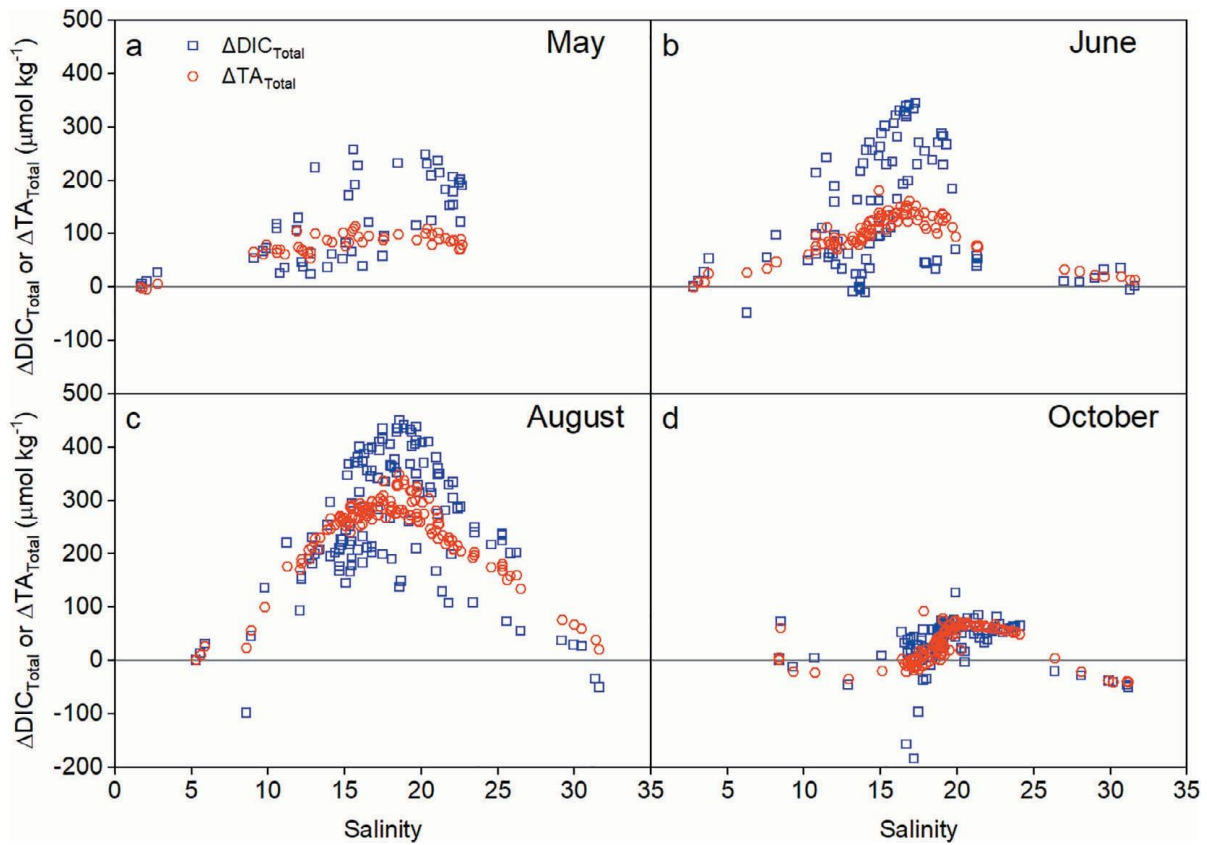 500
400
300
200
100
0
-100
ΔDIC_Total or ΔTA_Total (μmol kg⁻¹)
a
ΔDIC_Total
ΔTA_Total
May
b
June
500
400
300
200
100
0
-100
-200
ΔDIC_Total or ΔTA_Total (μmol kg⁻¹)
c
August
d
October
0 5 10 15 20 25 30 35 5 10 15 20 25 30 35
Salinity Salinity